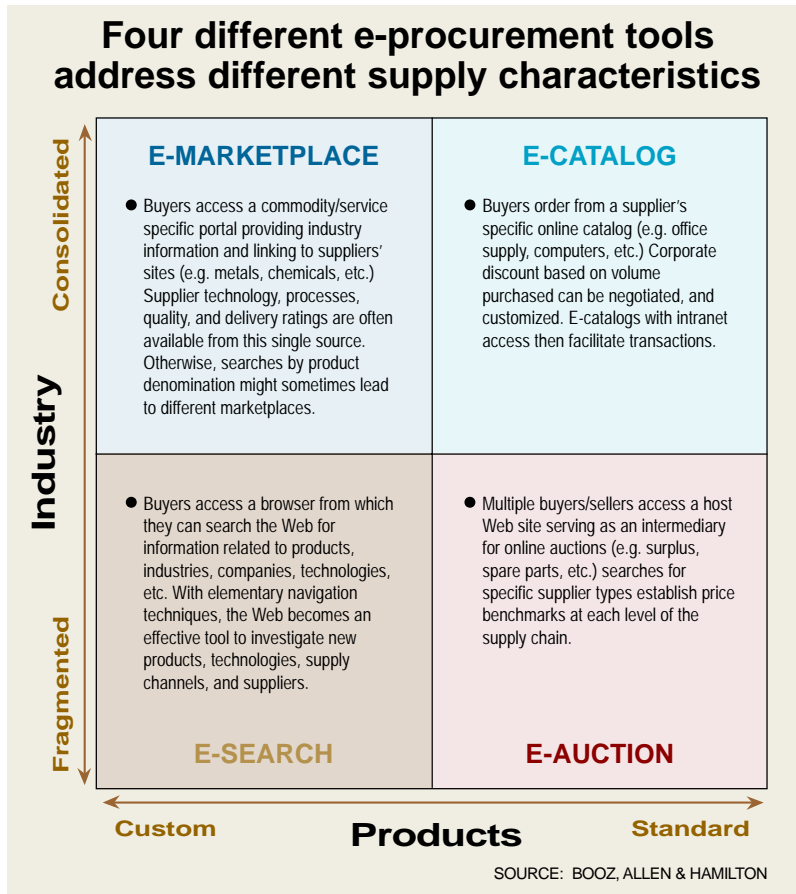 Four different e-procurement tools
address different supply characteristics
Consolidated
Industry
Fragmented
E-MARKETPLACE
● Buyers access a commodity/service
specific portal providing industry
information and linking to suppliers'
sites (e.g. metals, chemicals, etc.)
Supplier technology, processes,
quality, and delivery ratings are often
available from this single source.
Otherwise, searches by product
denomination might sometimes lead
to different marketplaces.
E-CATALOG
● Buyers order from a supplier's
specific online catalog (e.g. office
supply, computers, etc.) Corporate
discount based on volume
purchased can be negotiated, and
customized. E-catalogs with intranet
access then facilitate transactions.
● Buyers access a browser from which
they can search the Web for
information related to products,
industries, companies, technologies,
etc. With elementary navigation
techniques, the Web becomes an
effective tool to investigate new
products, technologies, supply
channels, and suppliers.
E-SEARCH
● Multiple buyers/sellers access a host
Web site serving as an intermediary
for online auctions (e.g. surplus,
spare parts, etc.) searches for
specific supplier types establish price
benchmarks at each level of the
supply chain.
E-AUCTION
Custom
Products
Standard
SOURCE: BOOZ, ALLEN & HAMILTON